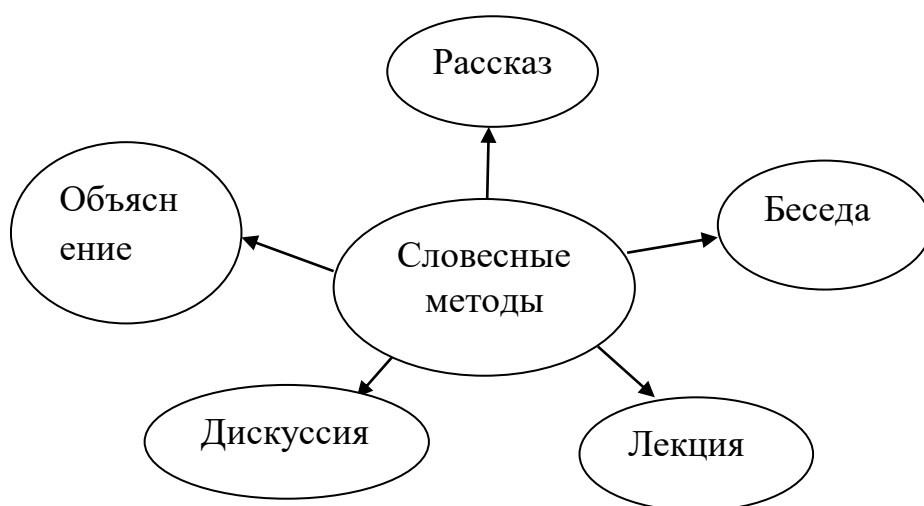 Рассказ
Объясн
ение
Беседа
Словесные
методы
Дискуссия
Лекция